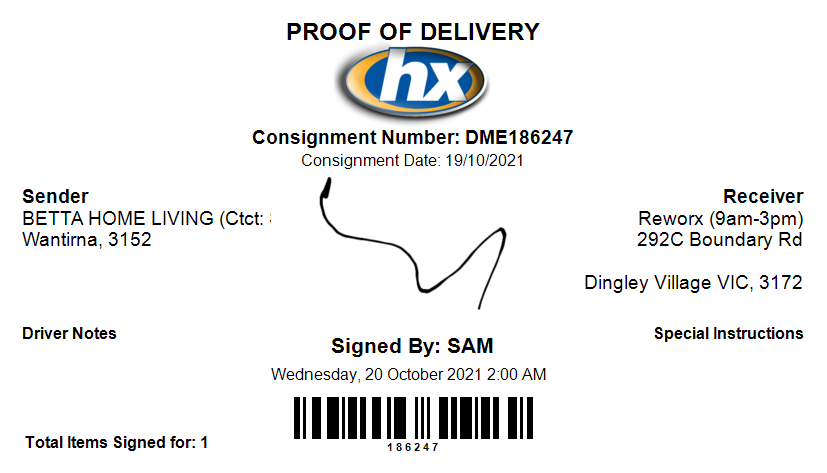 PROOF OF DELIVERY
hx
Consignment Number: DME186247
Consignment Date: 19/10/2021
Sender
BETTA HOME LIVING (Ctct:
Wantirna, 3152
Receiver
Reworx (9am-3pm)
292C Boundary Rd
Dingley Village VIC, 3172
Driver Notes
Special Instructions
Signed By: SAM
Wednesday, 20 October 2021 2:00 AM
186247
Total Items Signed for: 1